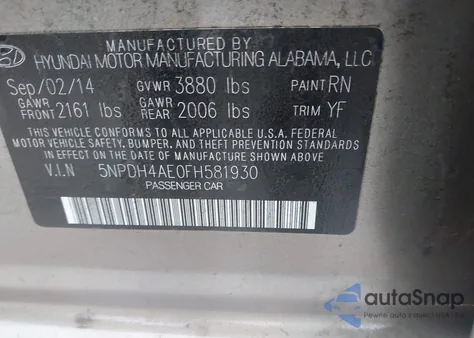 MANUFACTURED BY
HYUNDAI MOTOR MANUFACTURING ALABAMA, LLC
Sep/02/14 GVWR 3880 lbs PAINT RN
GAWR FRONT 2161 lbs GAWR REAR 2006 lbs TRIM YF
THIS VEHICLE CONFORMS TO ALL APPLICABLE U.S.A. FEDERAL
MOTOR VEHICLE SAFETY, BUMPER, AND THEFT PREVENTION STANDARDS
IN EFFECT ON THE DATE OF MANUFACTURE SHOWN ABOVE.
V.I.N 5NPDH4AE0FH581930
PASSENGER CAR
autoSnap